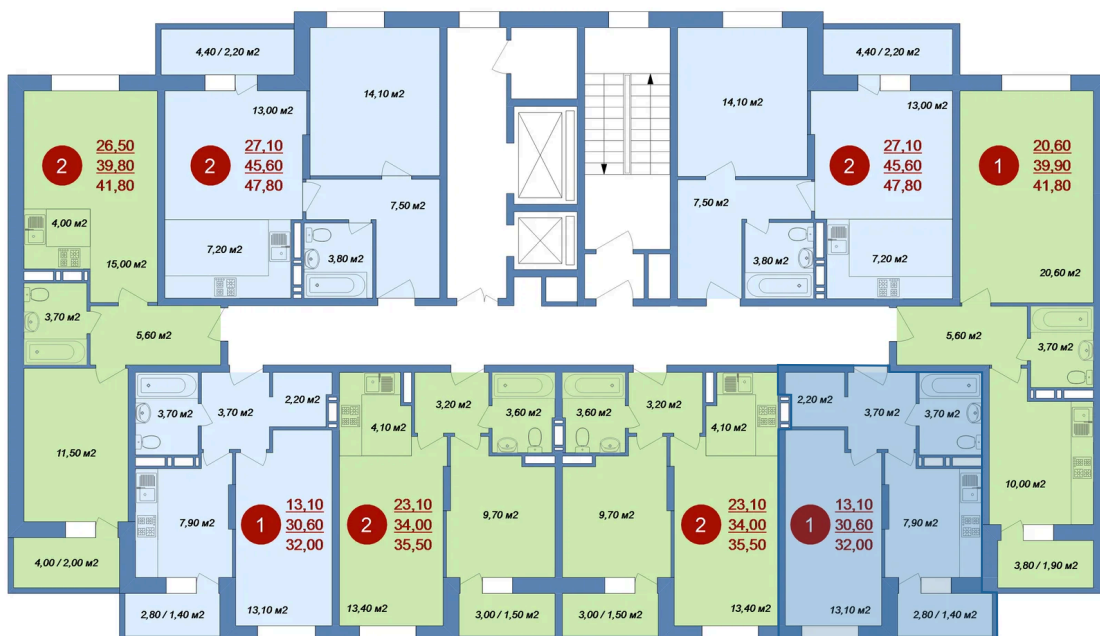 4,40 / 2,20 м2
14,10 м2
13,00 м2
2
27,10
45,60
47,80
7,50 м2
7,20 м2
3,80 м2
2
26,50
39,80
41,80
4,00 м2
15,00 м2
3,70 м2
5,60 м2
11,50 м2
4,00 / 2,00 м2
4,40 / 2,20 м2
14,10 м2
13,00 м2
2
27,10
45,60
47,80
7,50 м2
3,80 м2
7,20 м2
1
20,60
39,90
41,80
20,60 м2
5,60 м2
3,70 м2
10,00 м2
3,80 / 1,90 м2
3,70 м2
3,70 м2
2,20 м2
7,90 м2
1
13,10
30,60
32,00
2,80 / 1,40 м2
13,10 м2
4,10 м2
3,20 м2
3,60 м2
2
23,10
34,00
35,50
9,70 м2
13,40 м2
3,00 / 1,50 м2
3,60 м2
3,20 м2
4,10 м2
9,70 м2
2
23,10
34,00
35,50
3,00 / 1,50 м2
13,40 м2
2,20 м2
3,70 м2
3,70 м2
1
13,10
30,60
32,00
7,90 м2
13,10 м2
2,80 / 1,40 м2